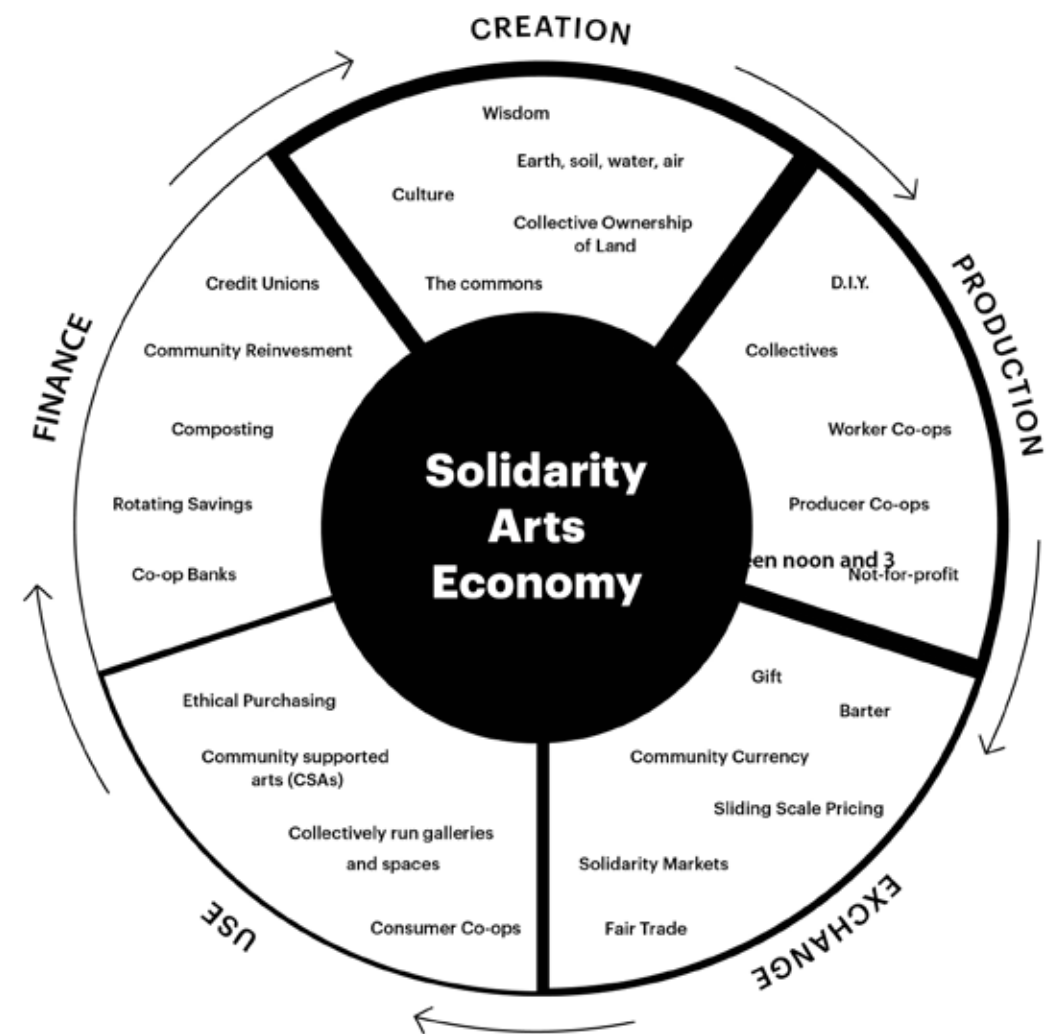 CREATION
Wisdom
Earth, soil, water, air
Culture
Collective Ownership
of Land
The commons
PRODUCTION
D.I.Y.
Collectives
Worker Co-ops
Producer Co-ops
een noon and 3
Not-for-profit
EXCHANGE
Gift
Barter
Community Currency
Sliding Scale Pricing
Solidarity Markets
Fair Trade
USE
Ethical Purchasing
Community supported
arts (CSAs)
Collectively run galleries
and spaces
Consumer Co-ops
FINANCE
Credit Unions
Community Reinvesment
Composting
Rotating Savings
Co-op Banks
Solidarity
Arts
Economy